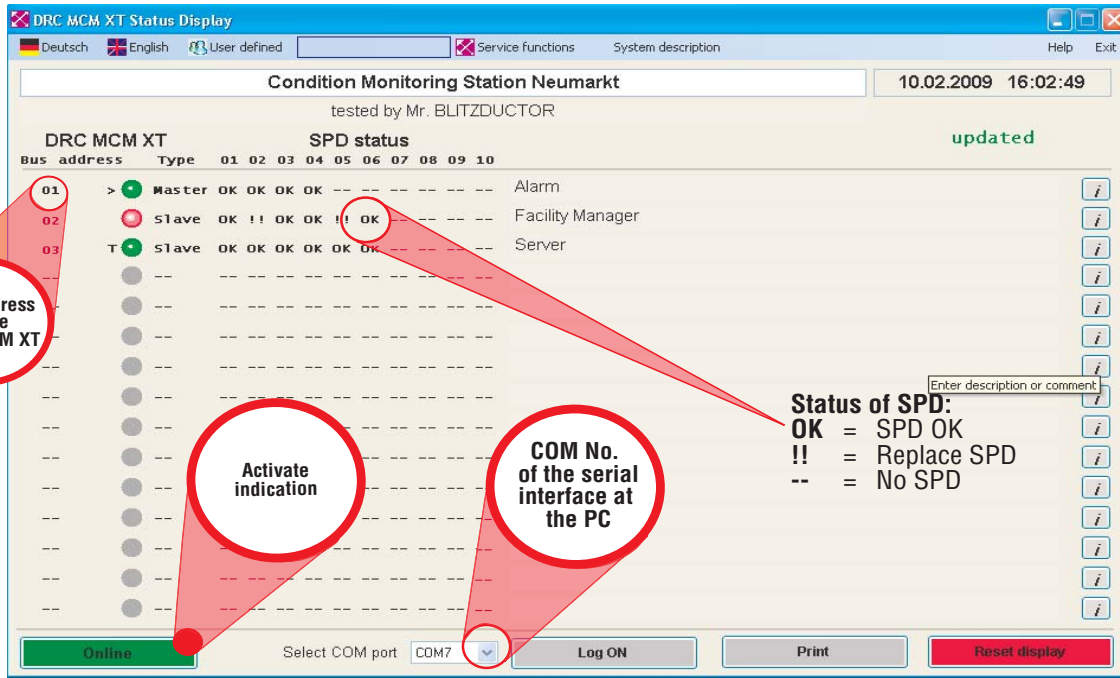 DRC MCM XT Status Display
Deutsch English User defined Service functions System description Help Exit
Condition Monitoring Station Neumarkt 10.02.2009 16:02:49
tested by Mr. BLITZDUCTOR
DRC MCM XT SPD status updated
Bus address Type 01 02 03 04 05 06 07 08 09 10
01 > Master OK OK OK OK -- -- -- -- -- -- Alarm i
02 Slave OK !! OK OK !! OK -- -- -- -- Facility Manager i
03 T Slave OK OK OK OK OK OK -- -- -- -- Server i
-- -- -- -- -- -- -- -- -- -- -- -- i
-- -- -- -- -- -- -- -- -- -- -- i
ress
e
M XT
-- -- -- -- -- -- -- -- -- -- -- i
-- -- -- -- -- -- -- -- -- -- -- -- i
Enter description or comment
-- -- -- -- -- -- -- -- -- -- -- -- i
-- -- -- -- -- -- -- -- -- i
-- -- -- -- -- -- -- i
-- -- -- -- -- -- -- i
-- -- -- -- -- -- -- -- i
-- -- -- -- -- -- -- -- -- -- i
-- -- -- -- -- -- -- -- -- -- -- -- i
-- -- -- -- -- -- -- -- -- -- -- -- i
Activate
indication
COM No.
of the serial
interface at
the PC
Status of SPD:
OK = SPD OK
!! = Replace SPD
-- = No SPD
Online Select COM port COM7 Log ON Print Reset display